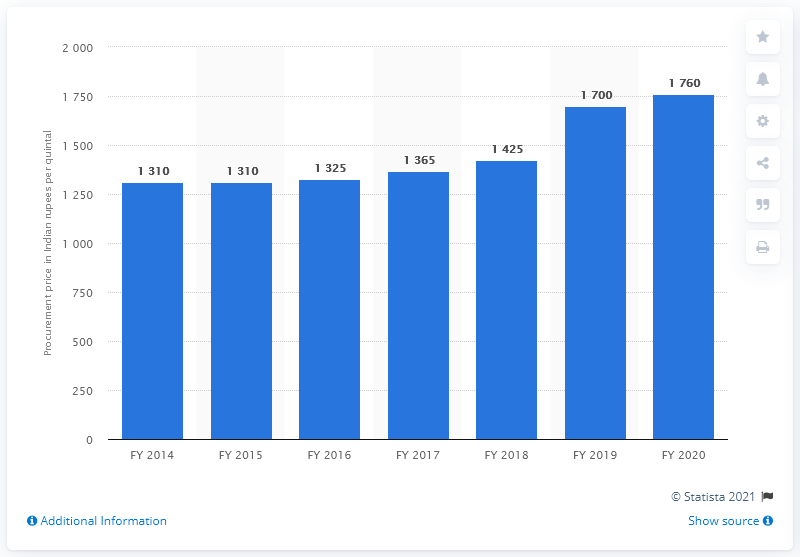 Procurement price in Indian rupees per quintal
2 000
1 750
1 500
1 250
1 000
750
500
250
0
1 310
1 310
1 325
1 365
1 425
1 700
1 760
FY 2014
FY 2015
FY 2016
FY 2017
FY 2018
FY 2019
FY 2020
© Statista 2021
Additional Information
Show source